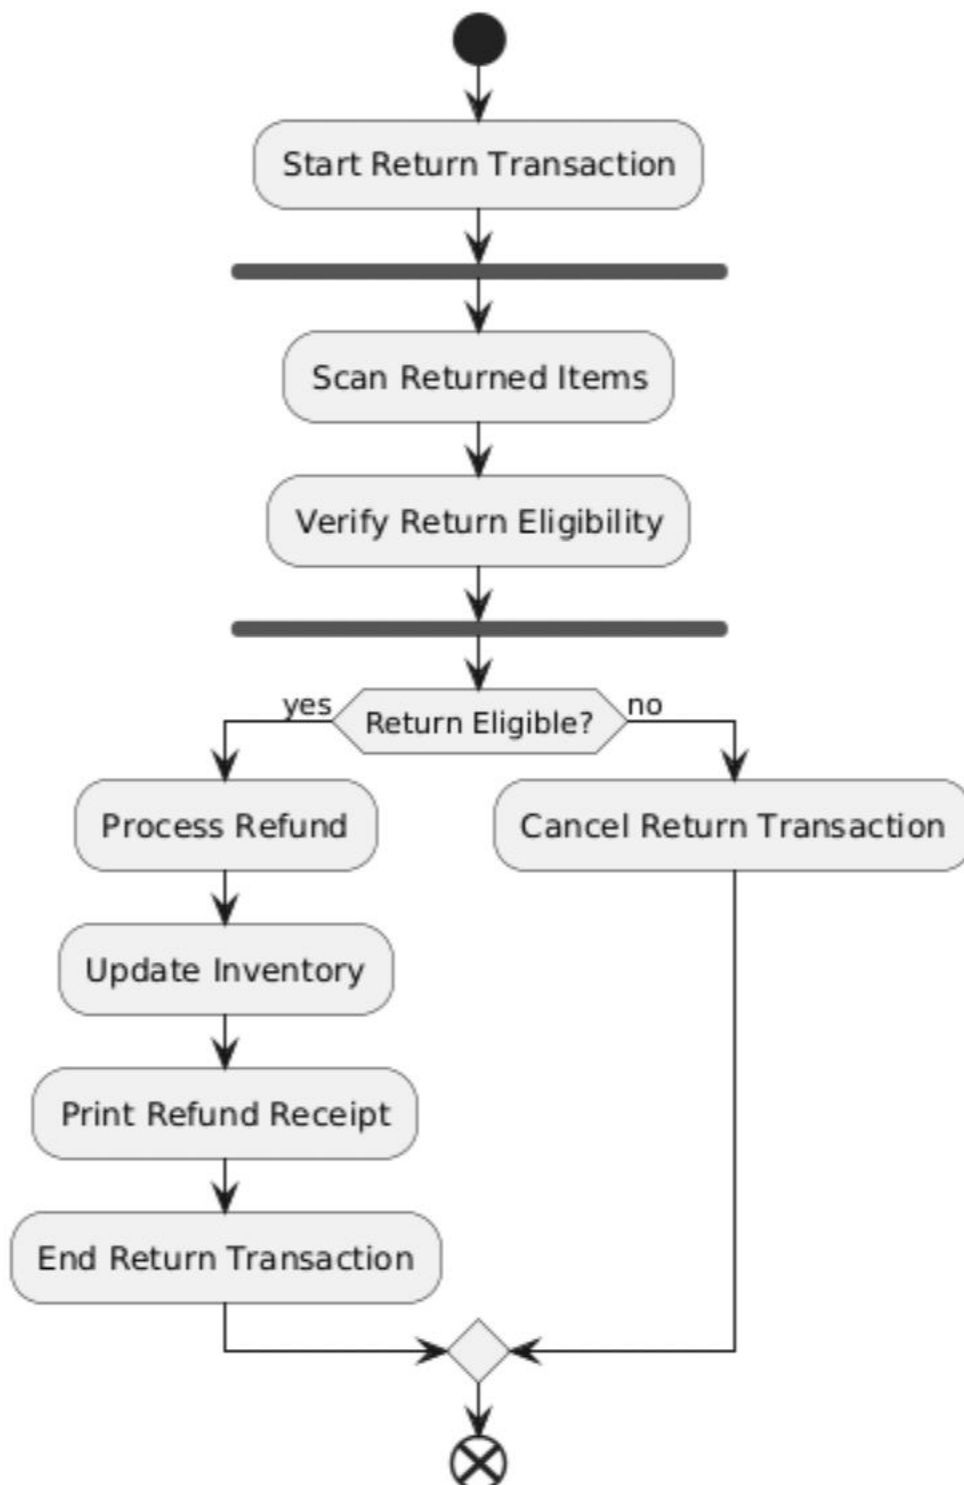 Start Return Transaction
Scan Returned Items
Verify Return Eligibility
yes
Return Eligible?
no
Process Refund
Cancel Return Transaction
Update Inventory
Print Refund Receipt
End Return Transaction